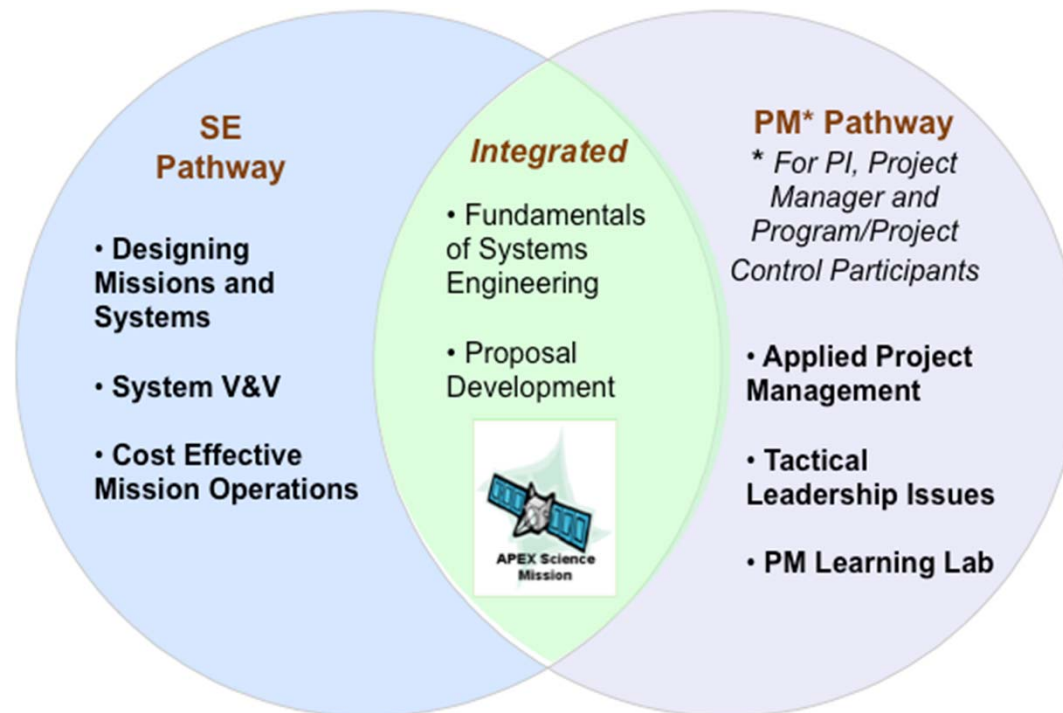 SE
Pathway
• Designing
Missions and
Systems
• System V&V
• Cost Effective
Mission Operations
Integrated
• Fundamentals
of Systems
Engineering
• Proposal
Development
APEX Science
Mission
PM* Pathway
* For PI, Project
Manager and
Program/Project
Control Participants
• Applied Project
Management
• Tactical
Leadership Issues
• PM Learning Lab